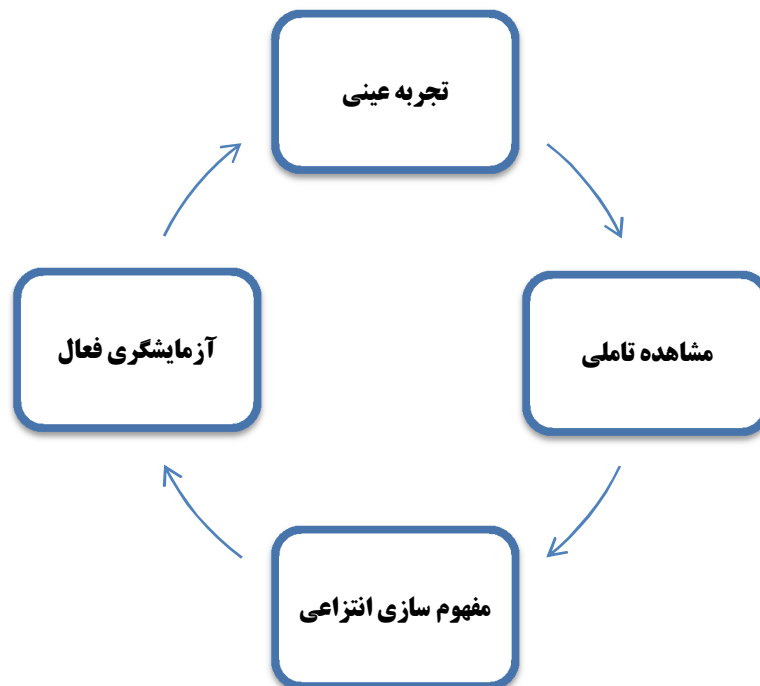 تجربه عینی
مشاهده تاملی
مفهوم سازی انتزاعی
آزمایشگری فعال